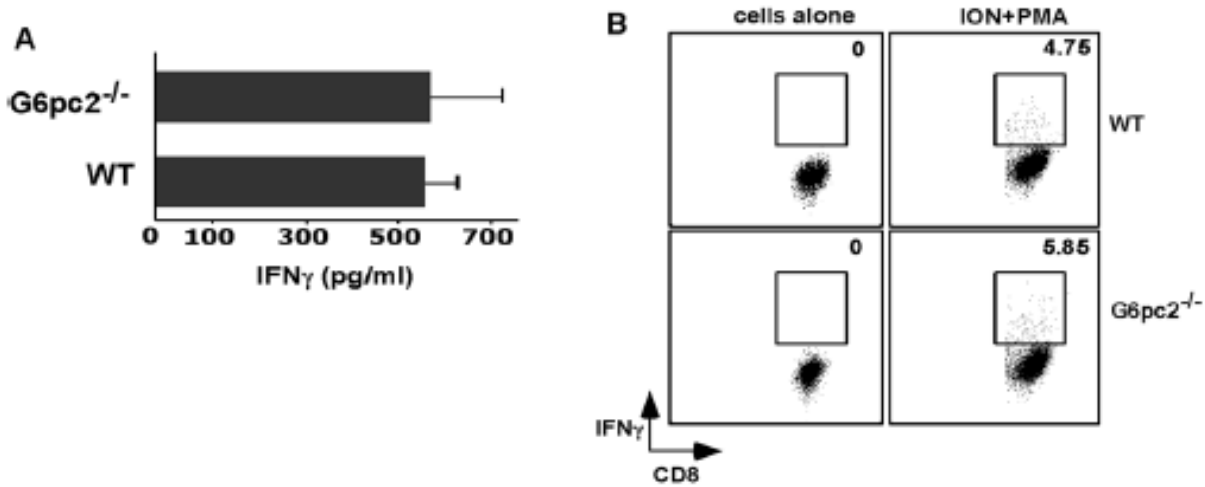 A
G6pc2-/-
WT
0 100 300 500 700
IFNγ (pg/ml)
B
cells alone ION+PMA
0 4.75
WT
0 5.85
G6pc2-/-
IFNγ
CD8